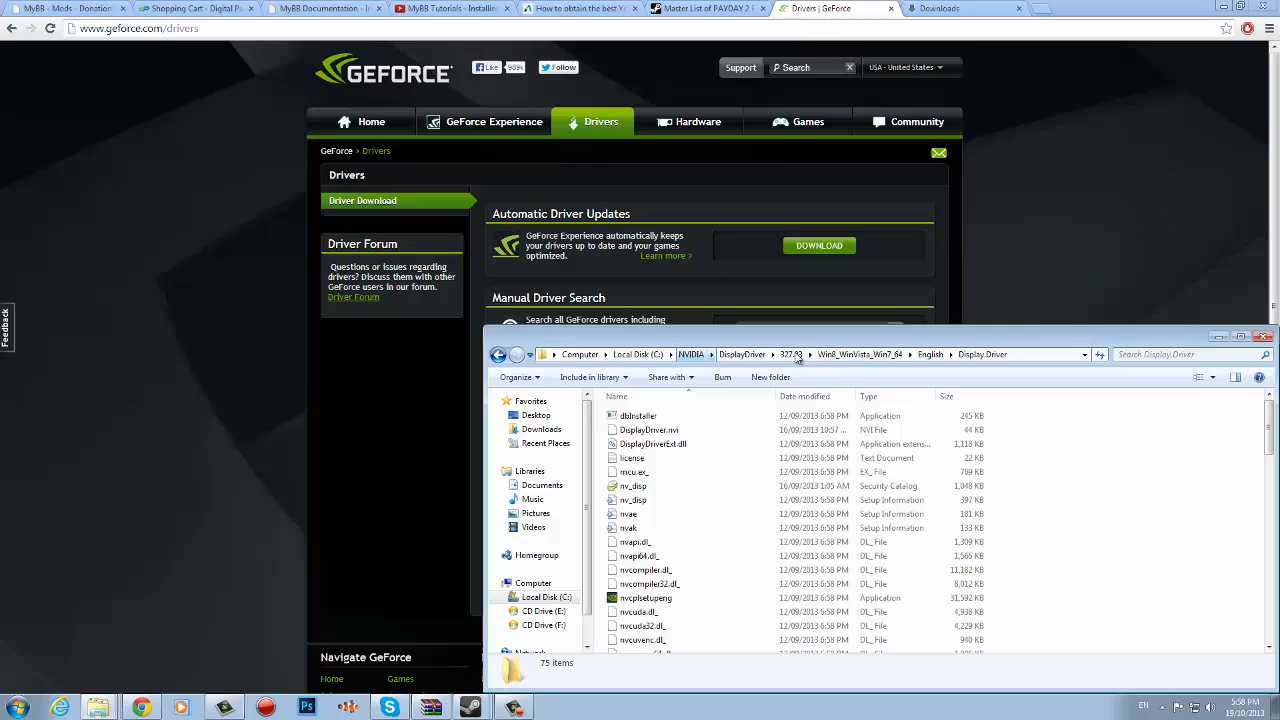 MyBB - Mods - Donation...
Shopping Cart - Digital P
MyBB Documentation - In
MyBB Tutorials - Installing
How to obtain the best Yo
Master List of PAYDAY 2
Drivers | GeForce
Downloads
www.geforce.com/drivers
GEFORCE
Like
989k
Follow
Support
Search
USA - United States
Home
GeForce Experience
Drivers
Hardware
Games
Community
GeForce > Drivers
Drivers
Driver Download
Automatic Driver Updates
GeForce Experience automatically keeps
your drivers up to date and your games
optimized.
Learn more >
DOWNLOAD
Driver Forum
Questions or issues regarding
drivers? Discuss them with other
GeForce users in our forum.
Driver Forum
Manual Driver Search
Search all GeForce drivers including
Feedback
Computer
Local Disk (C:)
NVIDIA
DisplayDriver
Win8_WinVista_Win7_64
English
Display.Driver
Search Display.Driver
Organize
Include in library
Share with
Burn
New folder
Name Date modified Type Size
Favorites
Desktop
Downloads
Recent Places
Libraries
Documents
Music
Pictures
Videos
Homegroup
Computer
Local Disk (C:)
CD Drive (E:)
CD Drive (F:)
dbInstaller 12/09/2013 6:58 PM Application 245 KB
DisplayDriver.nvi 16/09/2013 10:57 ... NVI File 44 KB
DisplayDriverExt.dll 12/09/2013 6:58 PM Application extens... 1,118 KB
license 12/09/2013 6:58 PM Text Document 22 KB
mcu.ex_ 12/09/2013 6:58 PM EX_ File 769 KB
nv_disp 16/09/2013 1:05 AM Security Catalog 1,048 KB
nv_disp 12/09/2013 6:58 PM Setup Information 397 KB
nvae 12/09/2013 6:58 PM Setup Information 181 KB
nvak 12/09/2013 6:58 PM Setup Information 133 KB
nvapi.dl_ 12/09/2013 6:58 PM DL_ File 1,309 KB
nvapi64.dl_ 12/09/2013 6:58 PM DL_ File 1,565 KB
nvcompiler.dl_ 12/09/2013 6:58 PM DL_ File 11,182 KB
nvcompiler32.dl_ 12/09/2013 6:58 PM DL_ File 8,012 KB
nvcplsetupeng 12/09/2013 6:58 PM Application 31,592 KB
nvcuda.dl_ 12/09/2013 6:58 PM DL_ File 4,938 KB
nvcuda32.dl_ 12/09/2013 6:58 PM DL_ File 4,229 KB
nvcuvenc.dl_ 12/09/2013 6:58 PM DL_ File 940 KB
75 items
Navigate GeForce
Home
Games
Ps
EN
5:58 PM
19/10/2013